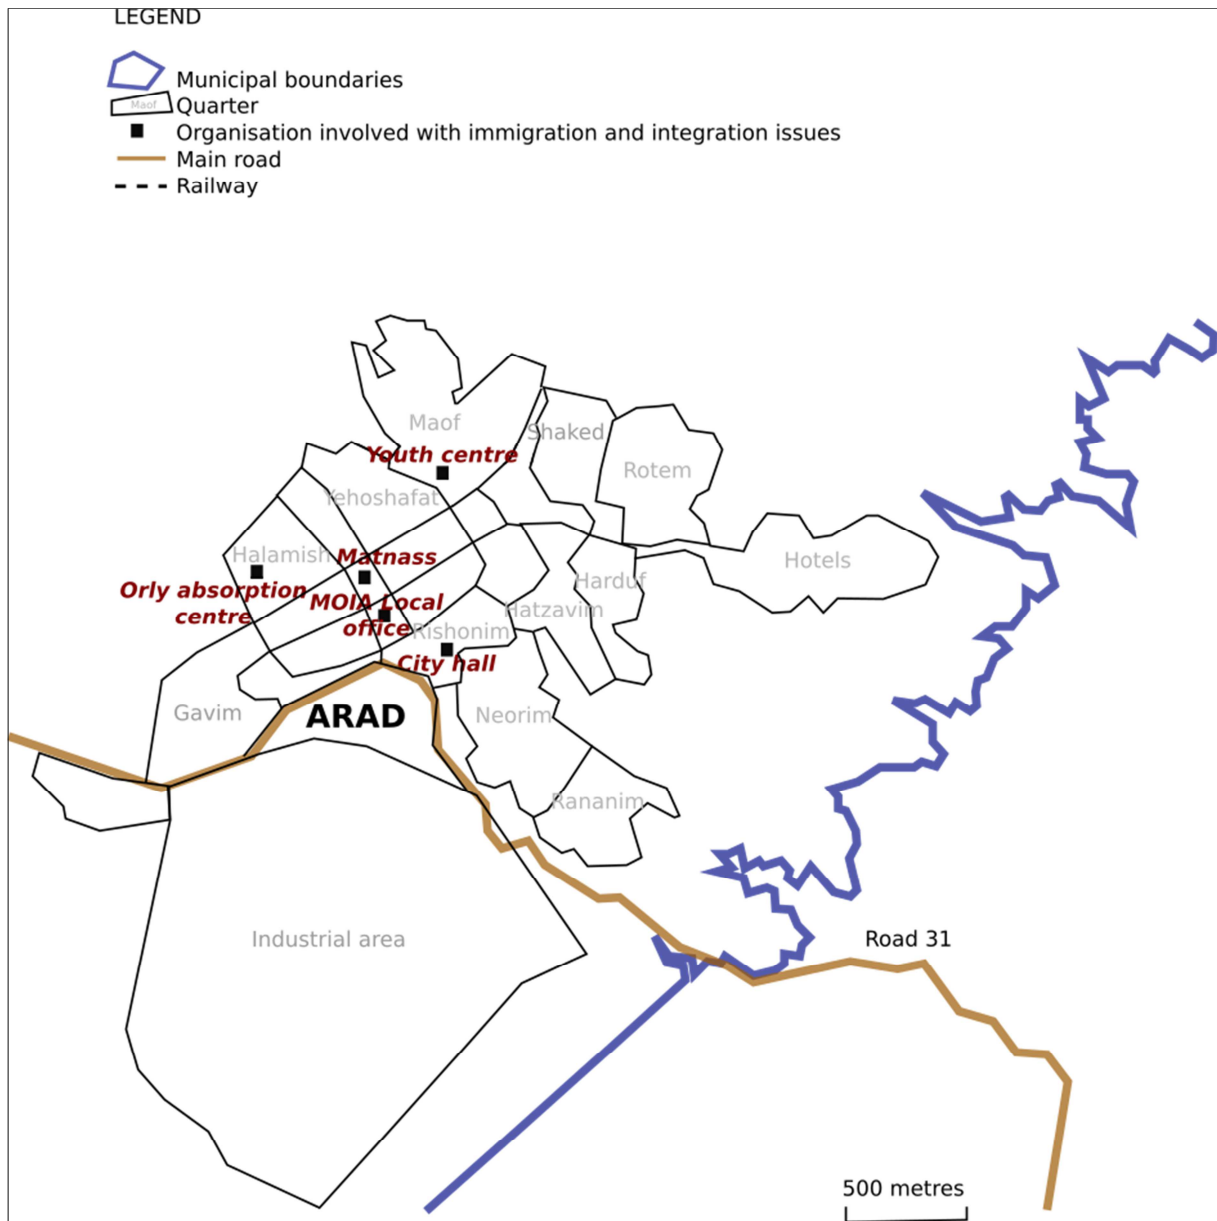 LEGEND
Municipal boundaries
Maof
Quarter
Organisation involved with immigration and integration issues
Main road
Railway
Maof
Shaked
Youth centre
Rotem
Yehoshafat
Halamish
Matnass
Hotels
Orly absorption
centre
MOIA Local
office
Harduf
Hatzavim
Rishonim
City hall
Gavim
ARAD
Neorim
Rananim
Industrial area
Road 31
500 metres